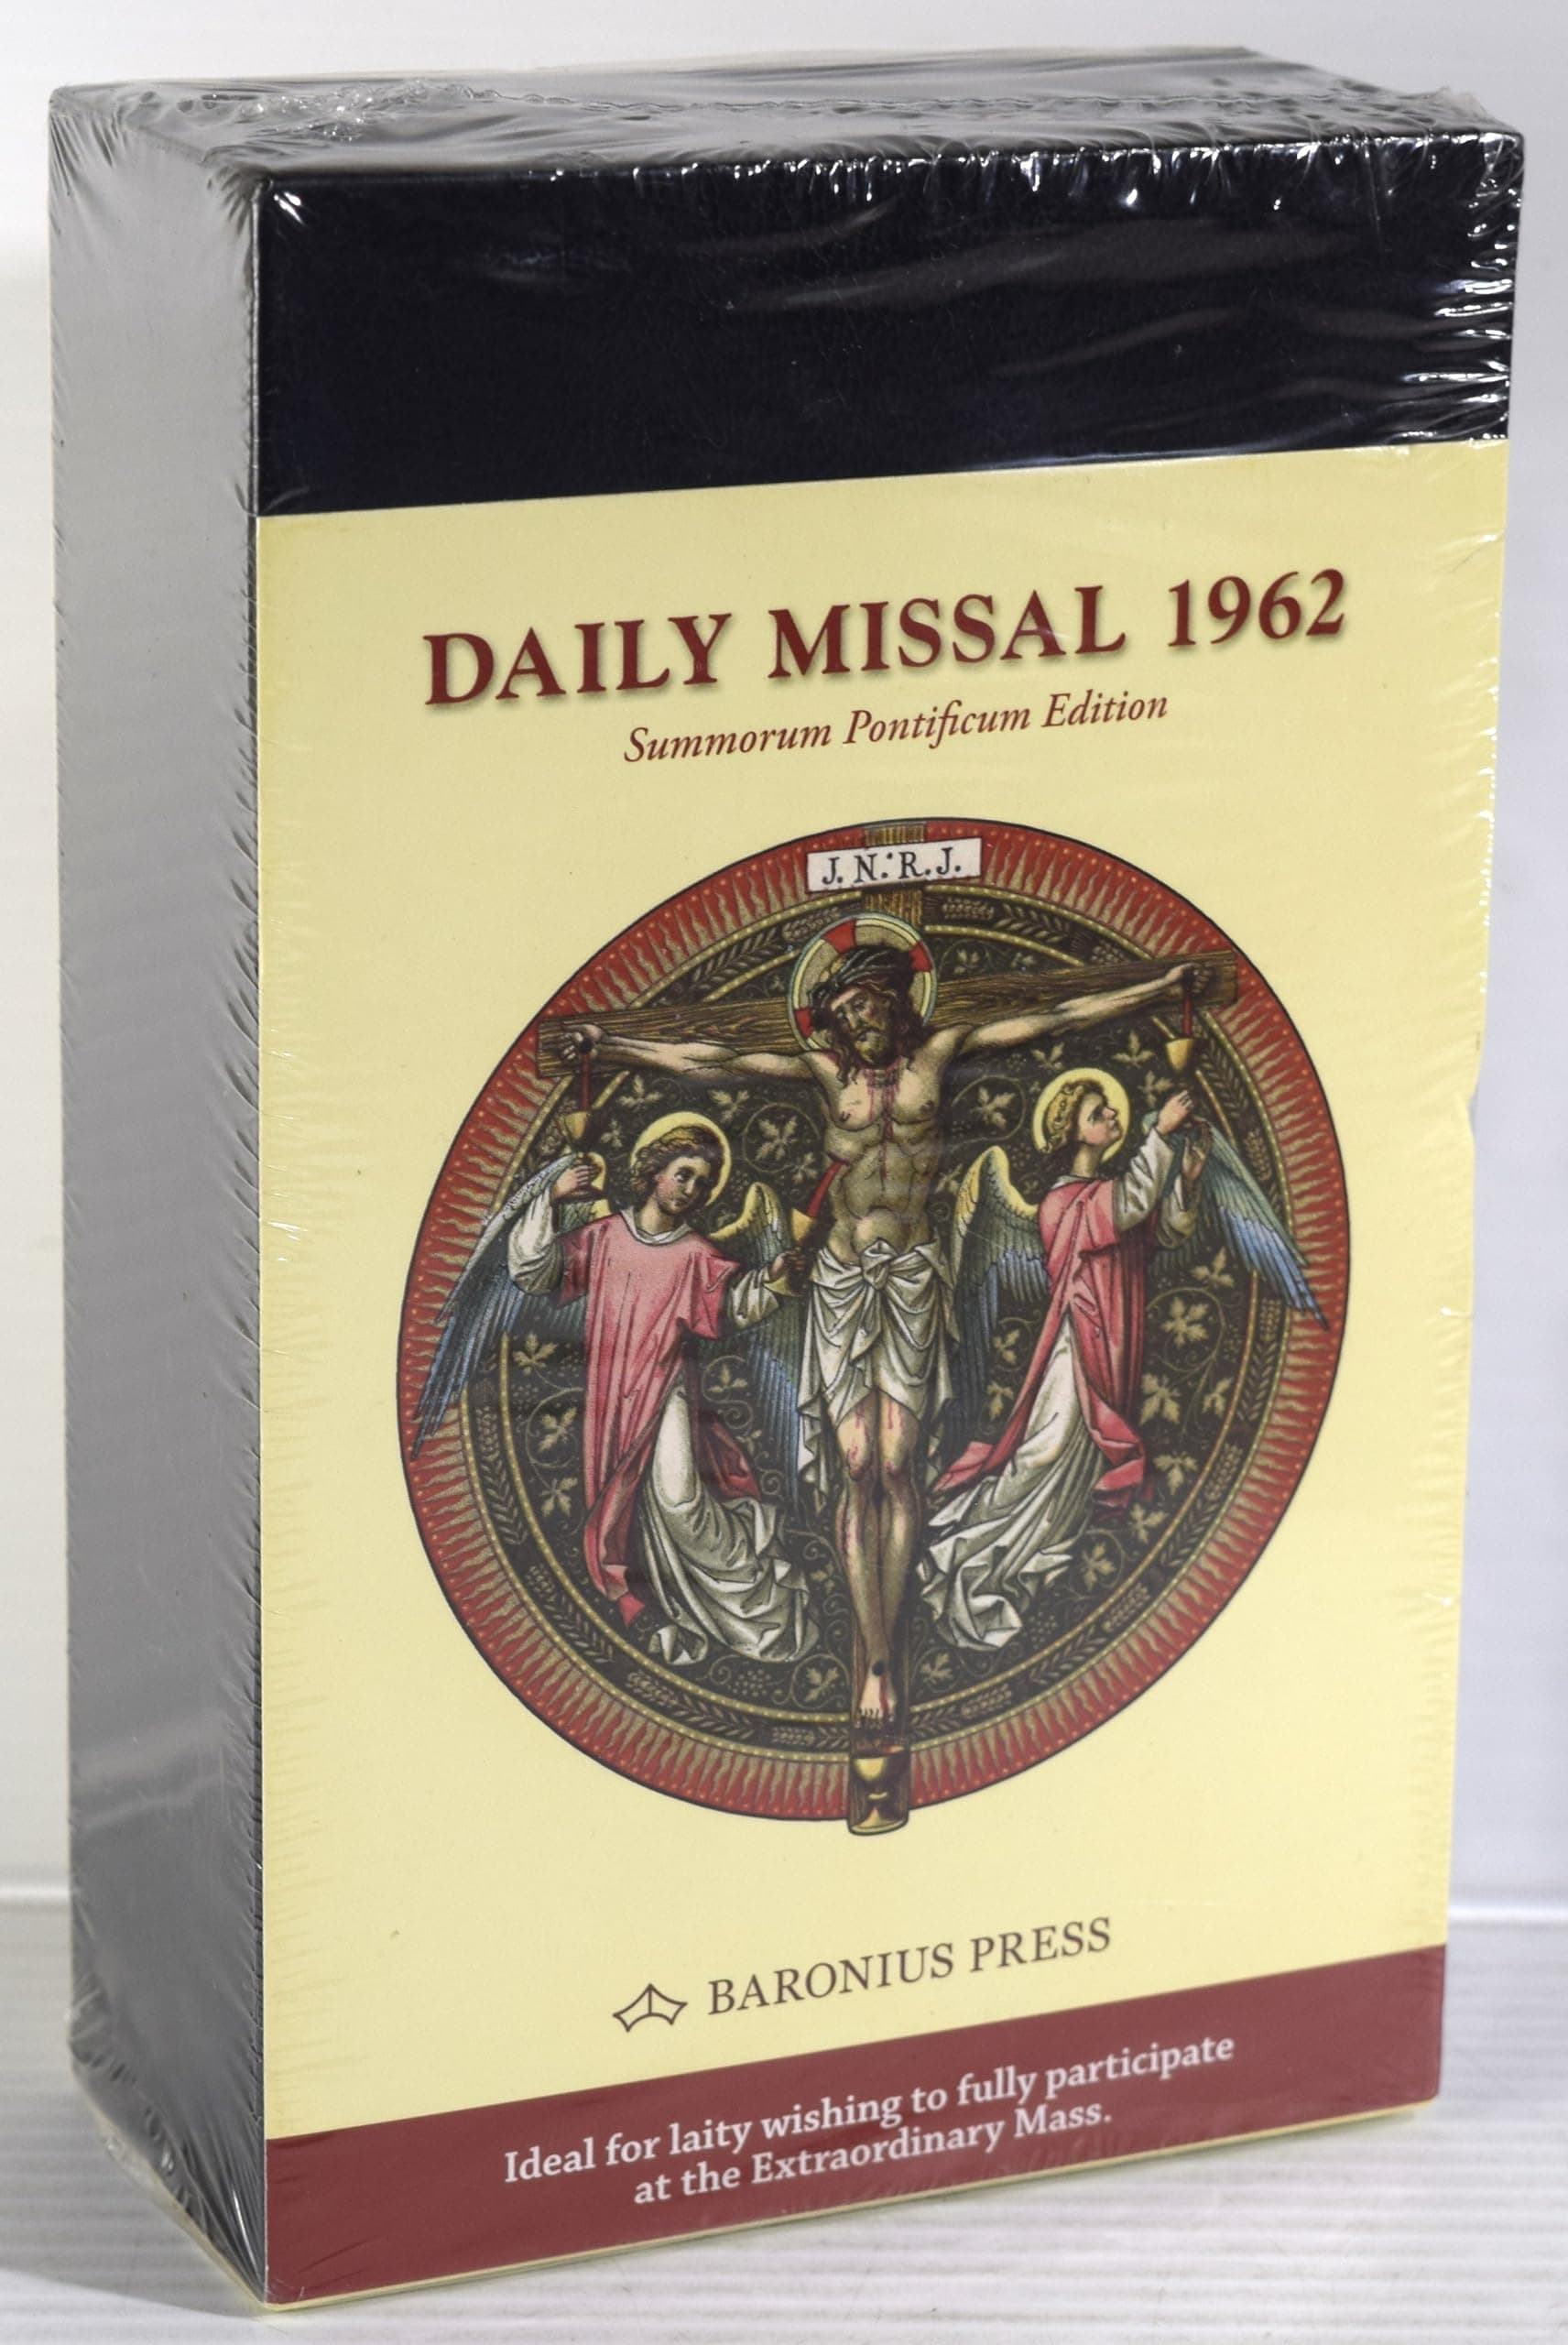 DAILY MISSAL 1962
Summorum Pontificum Edition
J. N. R. J.
BARONIUS PRESS
Ideal for laity wishing to fully participate
at the Extraordinary Mass.